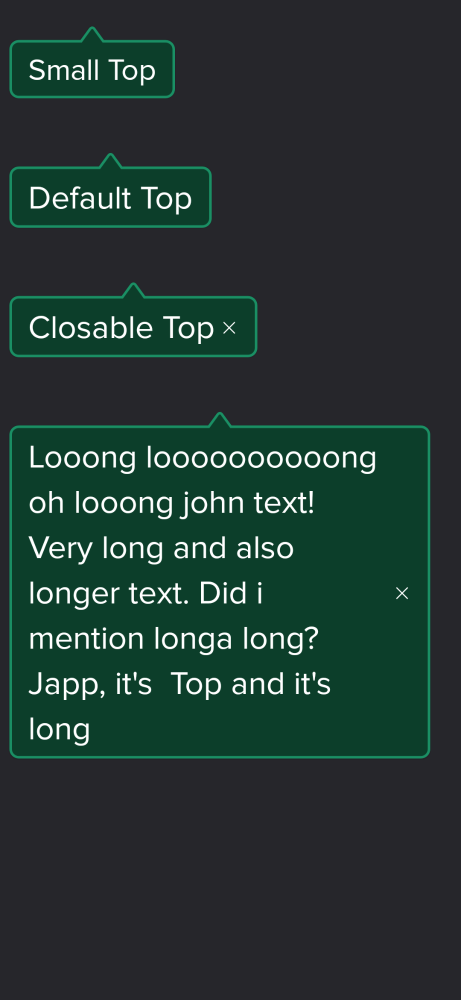 Small Top
Default Top
Closable Top ×
Looong loooooooooong
oh looong john text!
Very long and also
longer text. Did i
mention longa long?
Japp, it's  Top and it's
long
×